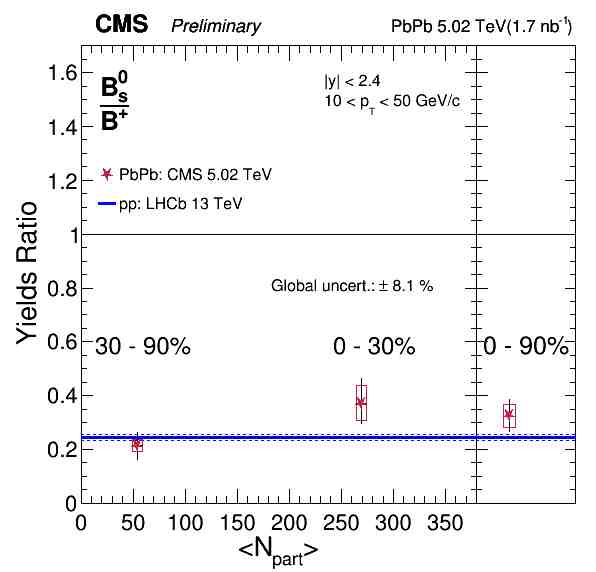 CMS Preliminary PbPb 5.02 TeV(1.7 nb⁻¹)
B⁰ₛ
B⁺
|y| < 2.4
10 < p_T < 50 GeV/c
PbPb: CMS 5.02 TeV
pp: LHCb 13 TeV
Global uncert.: ± 8.1 %
30 - 90% 0 - 30% 0 - 90%
Yields Ratio
1.6
1.4
1.2
1
0.8
0.6
0.4
0.2
0
0 50 100 150 200 250 300 350
<N_part>